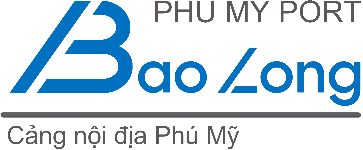 PHU MY PORT
Bao Long
Cảng nội địa Phú Mỹ